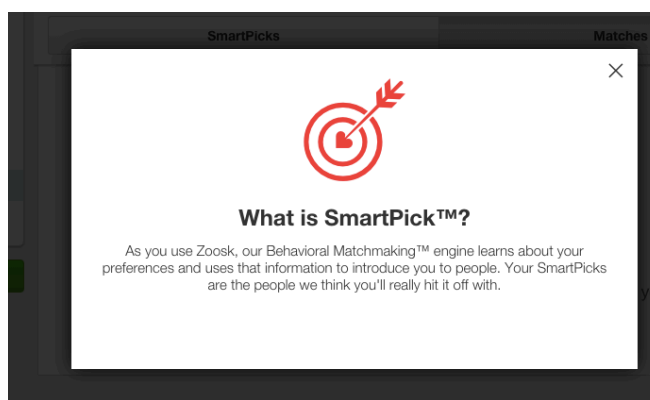 SmartPicks
Matches
What is SmartPick™?
As you use Zoosk, our Behavioral Matchmaking™ engine learns about your
preferences and uses that information to introduce you to people. Your SmartPicks
are the people we think you'll really hit it off with.